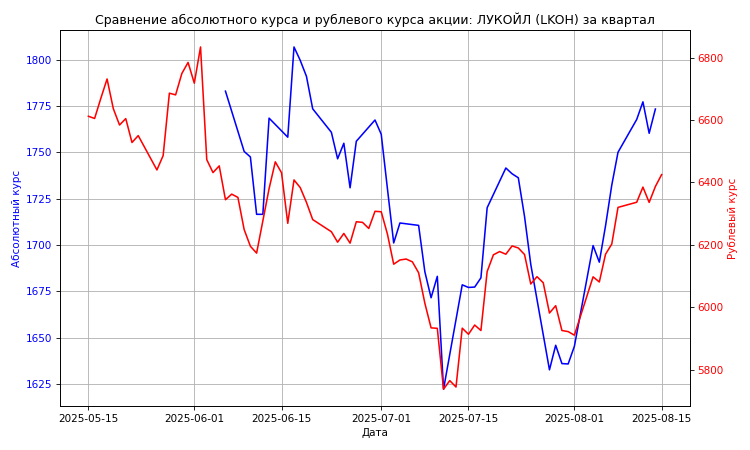 Сравнение абсолютного курса и рублевого курса акции: ЛУКОЙЛ (LKOH) за квартал
1800
1775
1750
1725
1700
1675
1650
1625
Абсолютный курс
6800
6600
6400
6200
6000
5800
Рублевый курс
2025-05-15 2025-06-01 2025-06-15 2025-07-01 2025-07-15 2025-08-01 2025-08-15
Дата